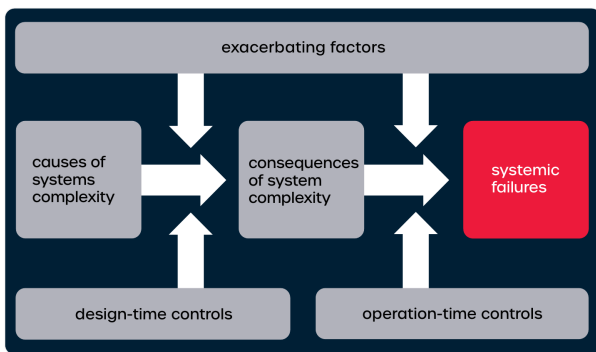 exacerbating factors
causes of
systems
complexity
consequences
of system
complexity
systemic
failures
design-time controls
operation-time controls